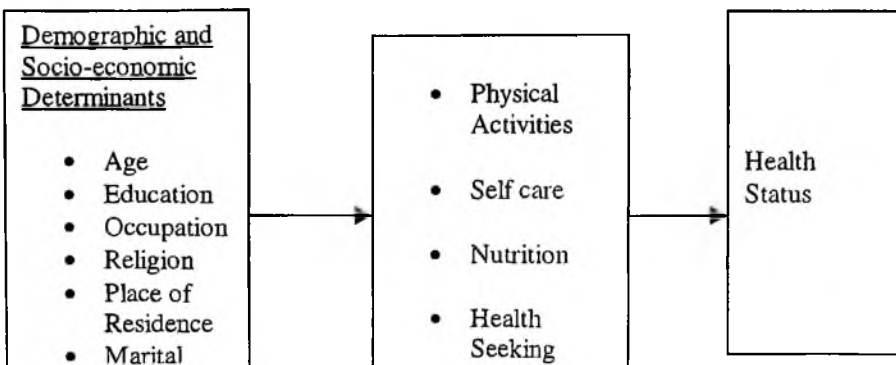 Demographic and
Socio-economic
Determinants
• Age
• Education
• Occupation
• Religion
• Place of
Residence
• Marital
• Physical
Activities
• Self care
• Nutrition
• Health
Seeking
Health
Status